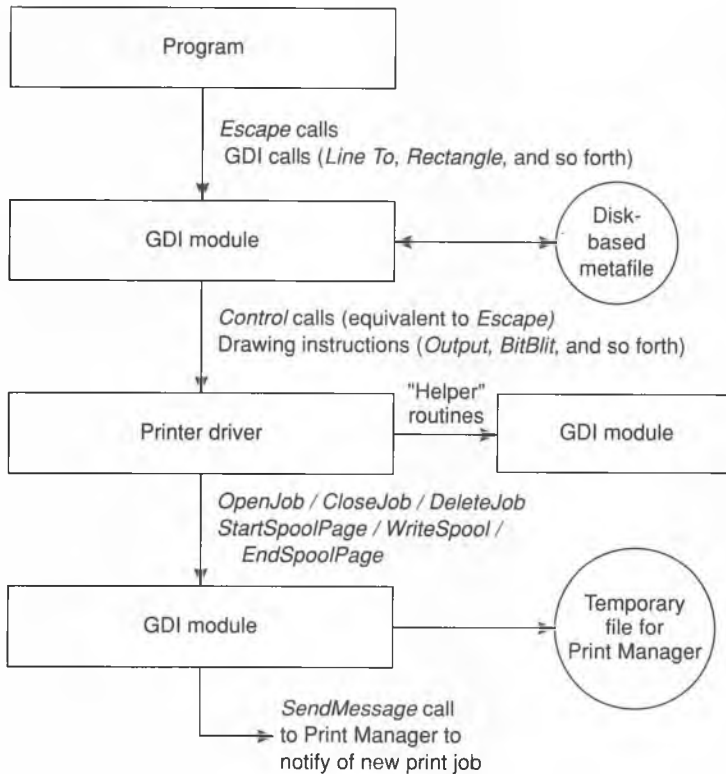 Program
Escape calls
GDI calls (Line To, Rectangle, and so forth)
GDI module
Disk-
based
metafile
Control calls (equivalent to Escape)
Drawing instructions (Output, BitBlit, and so forth)
Printer driver
"Helper"
routines
GDI module
OpenJob / CloseJob / DeleteJob
StartSpoolPage / WriteSpool /
EndSpoolPage
GDI module
Temporary
file for
Print Manager
SendMessage call
to Print Manager to
notify of new print job